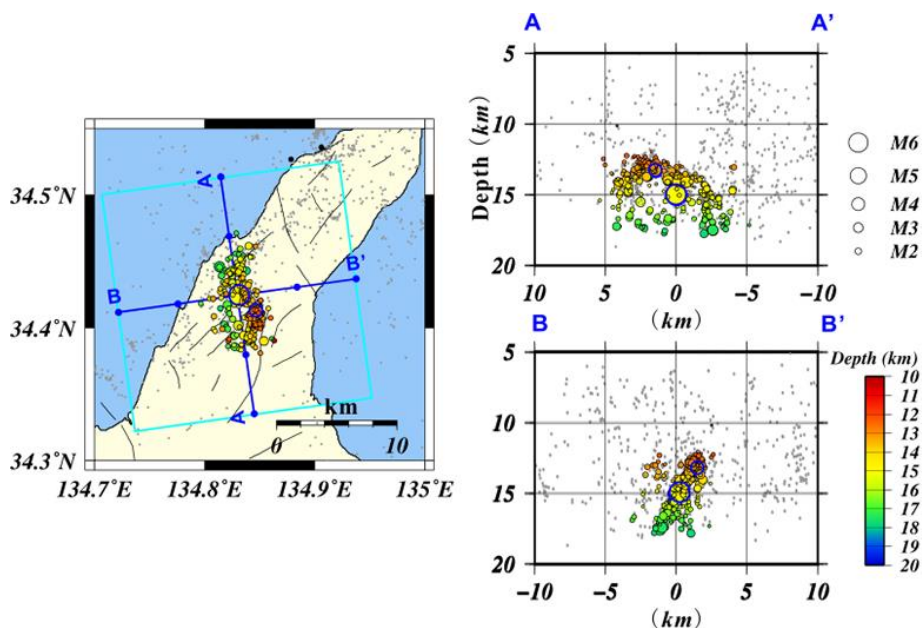 A
A'
5
10
15
20
Depth (km)
10
5
0
−5
−10
(km)
M6
M5
M4
M3
M2
34.5˚N
34.4˚N
34.3˚N
134.7˚E
134.8˚E
134.9˚E
135˚E
A'
B
B'
A
km
0
10
B
B'
5
10
15
20
−10
−5
0
5
10
(km)
Depth (km)
10
11
12
13
14
15
16
17
18
19
20